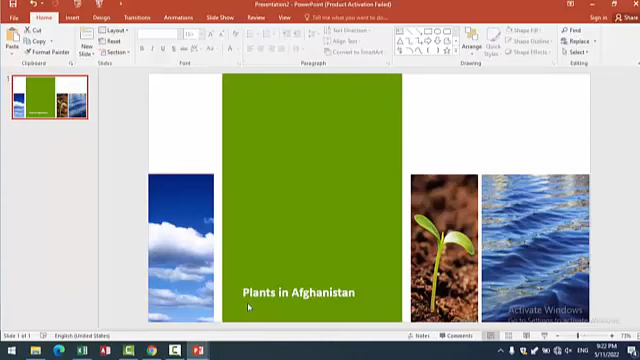 Presentation2 - PowerPoint (Product Activation Failed)
File Home Insert Design Transitions Animations Slide Show Review View Tell me what you want to do... Sign in Share
Paste
Cut
Copy
Format Painter
Clipboard
New Slide
Layout
Reset
Section
Slides
Font
Text Direction
Align Text
Convert to SmartArt
Paragraph
Arrange
Quick Styles
Shape Fill
Shape Outline
Shape Effects
Drawing
Find
Replace
Select
Editing
1
Plants in Afghanistan
Activate Windows
Go to Settings to activate Windows.
Slide 1 of 1 English (United States) Notes Comments 73%
ENG
9:22 PM
5/11/2022